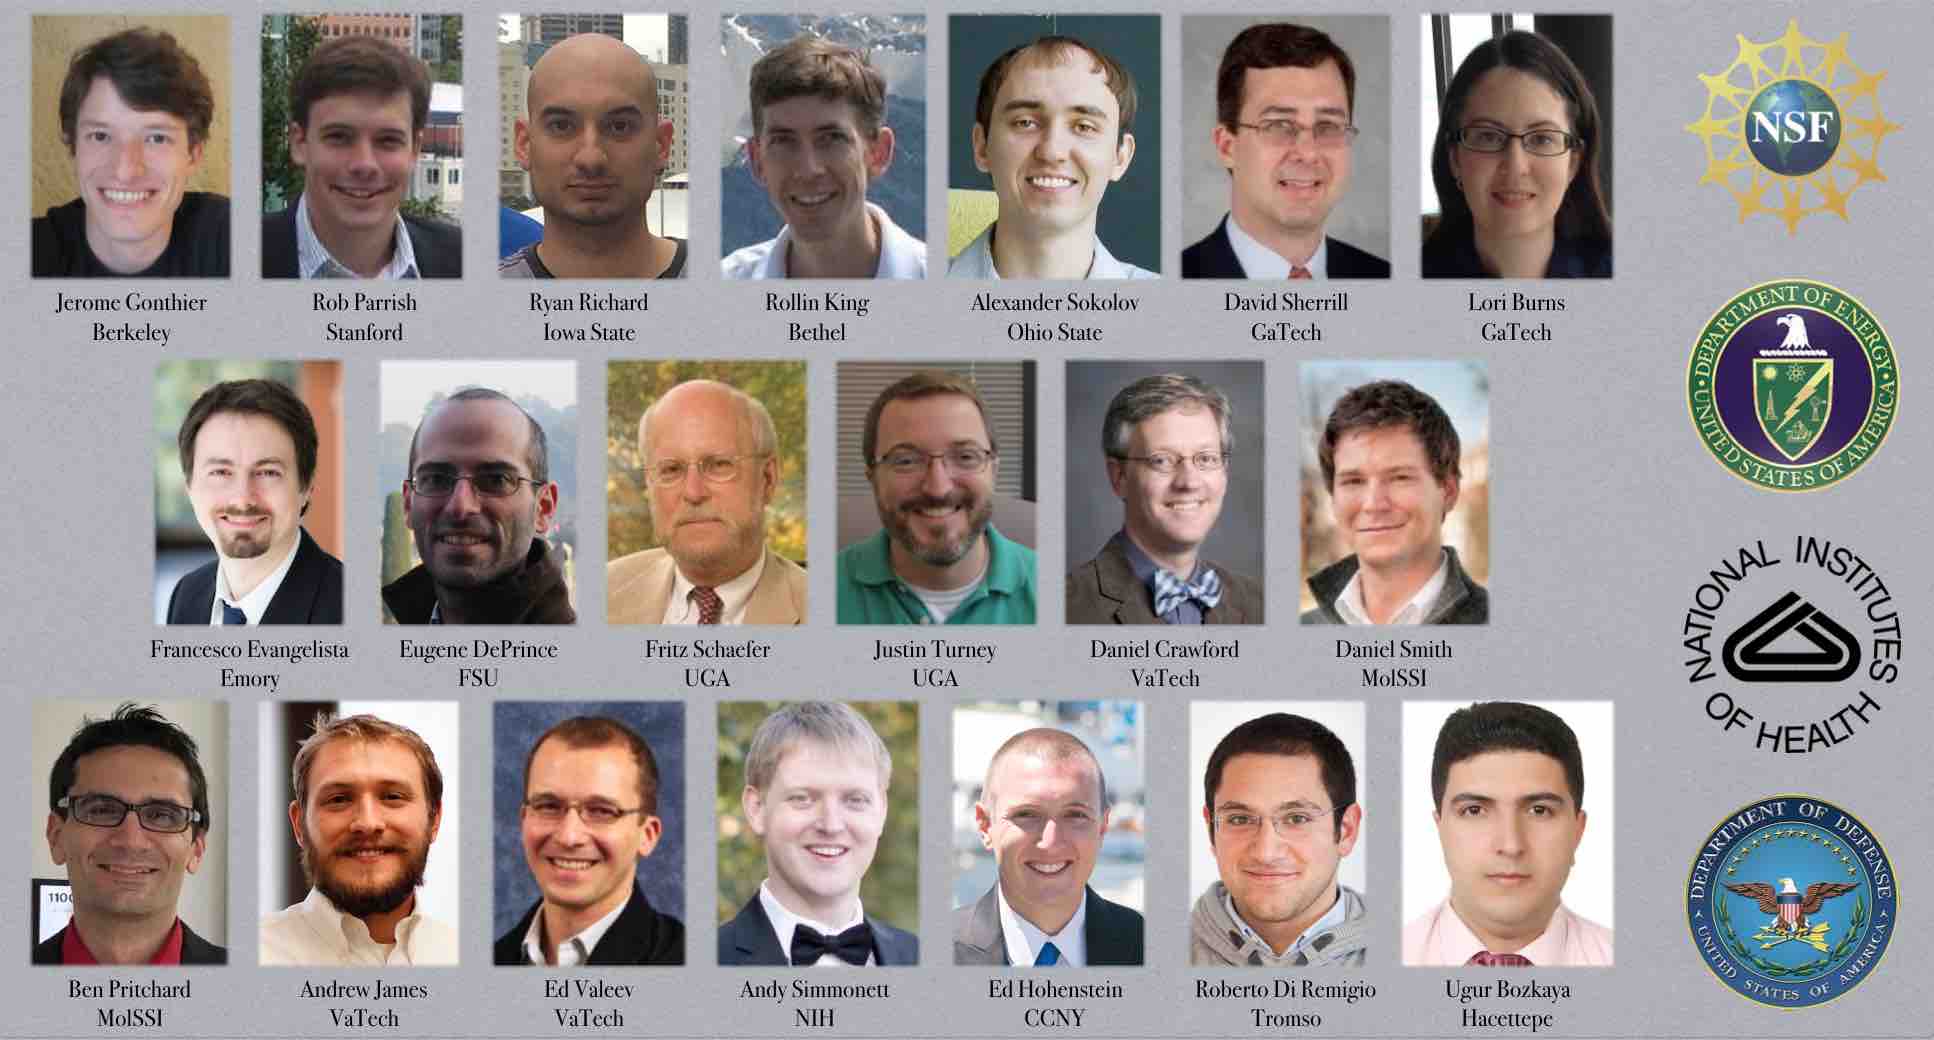 Jerome Gonthier
Berkeley
Rob Parrish
Stanford
Ryan Richard
Iowa State
Rollin King
Bethel
Alexander Sokolov
Ohio State
David Sherrill
GaTech
Lori Burns
GaTech
NSF
Francesco Evangelista
Emory
Eugene DePrince
FSU
Fritz Schaefer
UGA
Justin Turney
UGA
Daniel Crawford
VaTech
Daniel Smith
MolSSI
DEPARTMENT OF ENERGY
UNITED STATES OF AMERICA
NATIONAL INSTITUTES
OF HEALTH
1100
Ben Pritchard
MolSSI
Andrew James
VaTech
Ed Valeev
VaTech
Andy Simmonett
NIH
Ed Hohenstein
CCNY
Roberto Di Remigio
Tromso
Ugur Bozkaya
Hacettepe
DEPARTMENT OF DEFENSE
UNITED STATES OF AMERICA